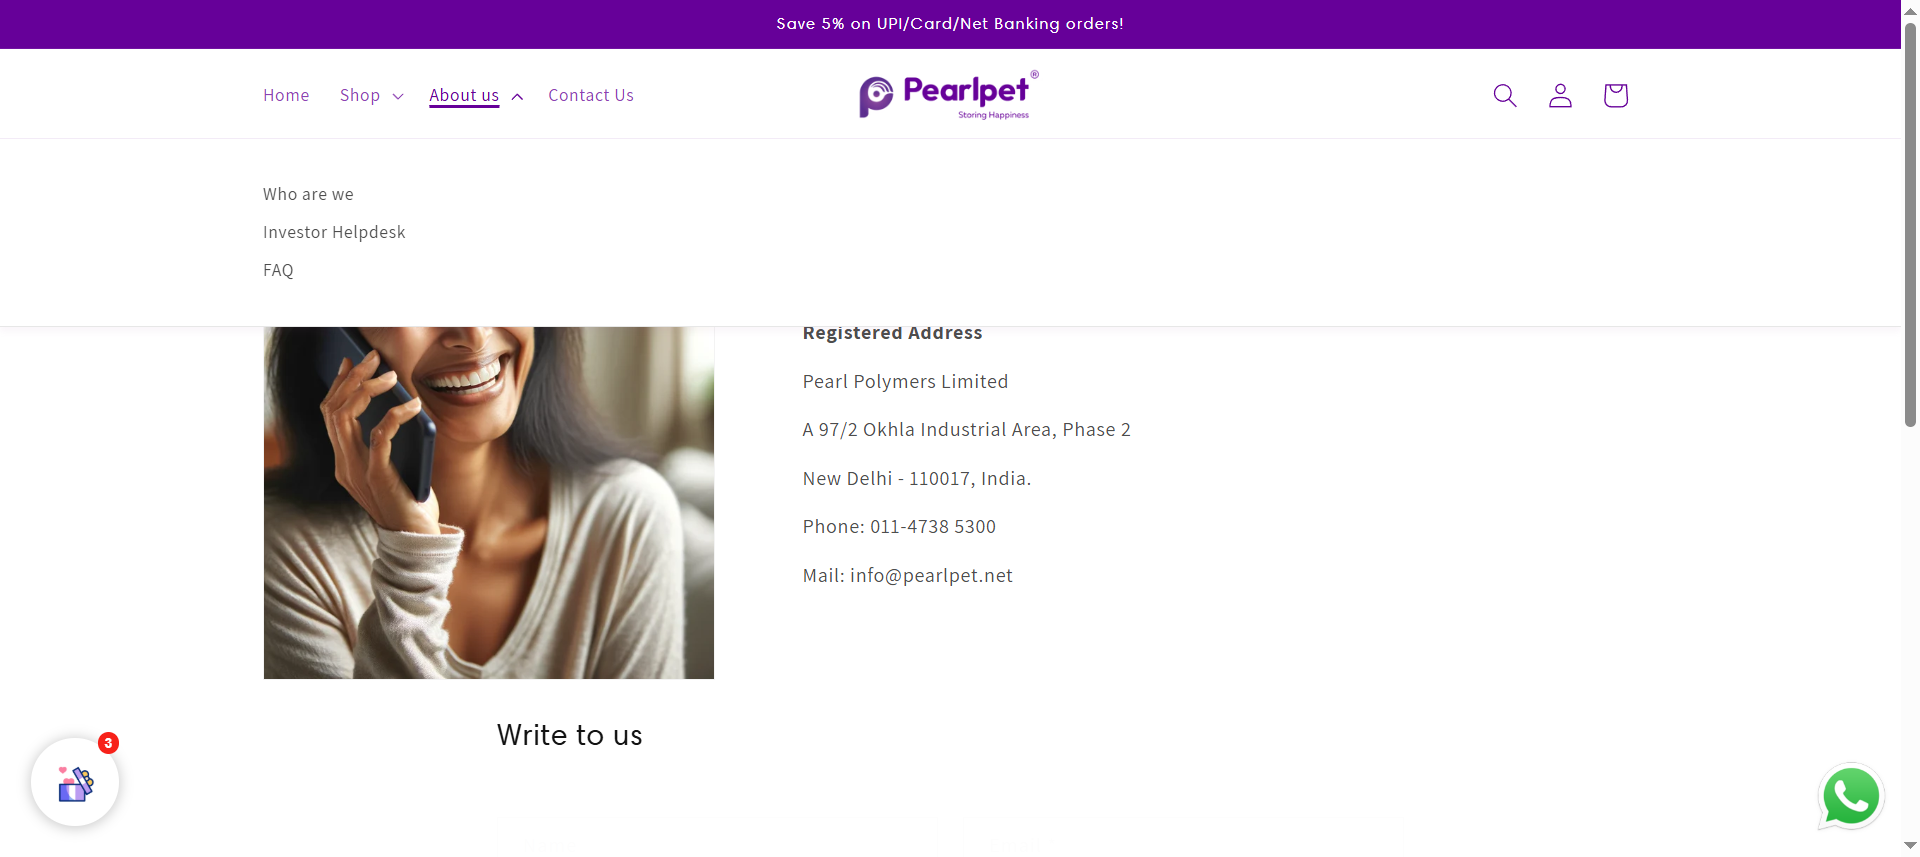 Save 5% on UPI/Card/Net Banking orders!
Home Shop About us Contact Us
Pearlpet®
Storing Happiness
Who are we
Investor Helpdesk
FAQ
Registered Address
Pearl Polymers Limited
A 97/2 Okhla Industrial Area, Phase 2
New Delhi - 110017, India.
Phone: 011-4738 5300
Mail: info@pearlpet.net
Write to us
3